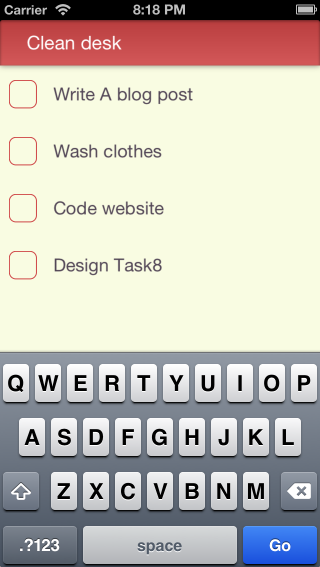 Carrier 8:18 PM
Clean desk
Write A blog post
Wash clothes
Code website
Design Task8
Q W E R T Y U I O P
A S D F G H J K L
Z X C V B N M
.?123 space Go